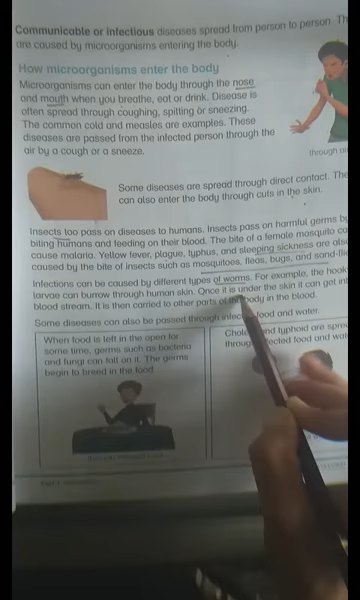 Communicable or infectious diseases spread from person to person. Th
are caused by microorganisms entering the body.
How microorganisms enter the body
Microorganisms can enter the body through the nose
and mouth when you breathe, eat or drink. Disease is
often spread through coughing, spitting or sneezing.
The common cold and measles are examples. These
diseases are passed from the infected person through the
air by a cough or a sneeze.
through air
Some diseases are spread through direct contact. The
can also enter the body through cuts in the skin.
Insects too pass on diseases to humans. Insects pass on harmful germs by
biting humans and feeding on their blood. The bite of a female mosquito ca
cause malaria. Yellow fever, plague, typhus, and sleeping sickness are also
caused by the bite of insects such as mosquitoes, fleas, bugs, and sand-flie
Infections can be caused by different types of worms. For example, the hook
larvae can burrow through human skin. Once it is under the skin it can get int
blood stream. It is then carried to other parts of the body in the blood.
Some diseases can also be passed through infect food and water.
When food is left in the open for
some time, germs such as bacteria
and fungi can fall on it. The germs
begin to breed in the food
Chole nd typhoid are sprea
throug fected food and wate